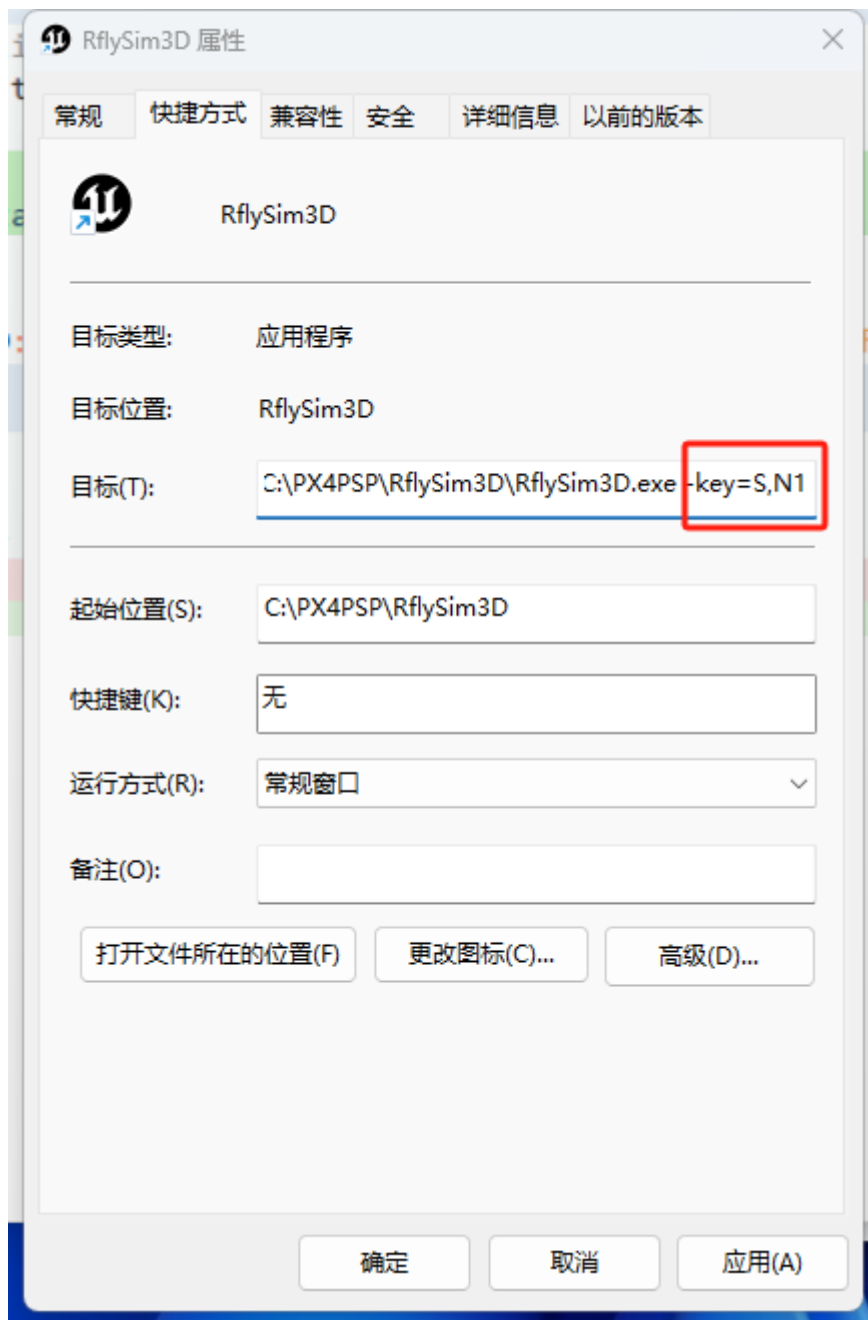 RflySim3D 属性
常规 快捷方式 兼容性 安全 详细信息 以前的版本
RflySim3D
目标类型: 应用程序
目标位置: RflySim3D
目标(T): C:\PX4PSP\RflySim3D\RflySim3D.exe -key=S,N1
起始位置(S): C:\PX4PSP\RflySim3D
快捷键(K): 无
运行方式(R): 常规窗口
备注(O):
打开文件所在的位置(F) 更改图标(C)... 高级(D)...
确定 取消 应用(A)